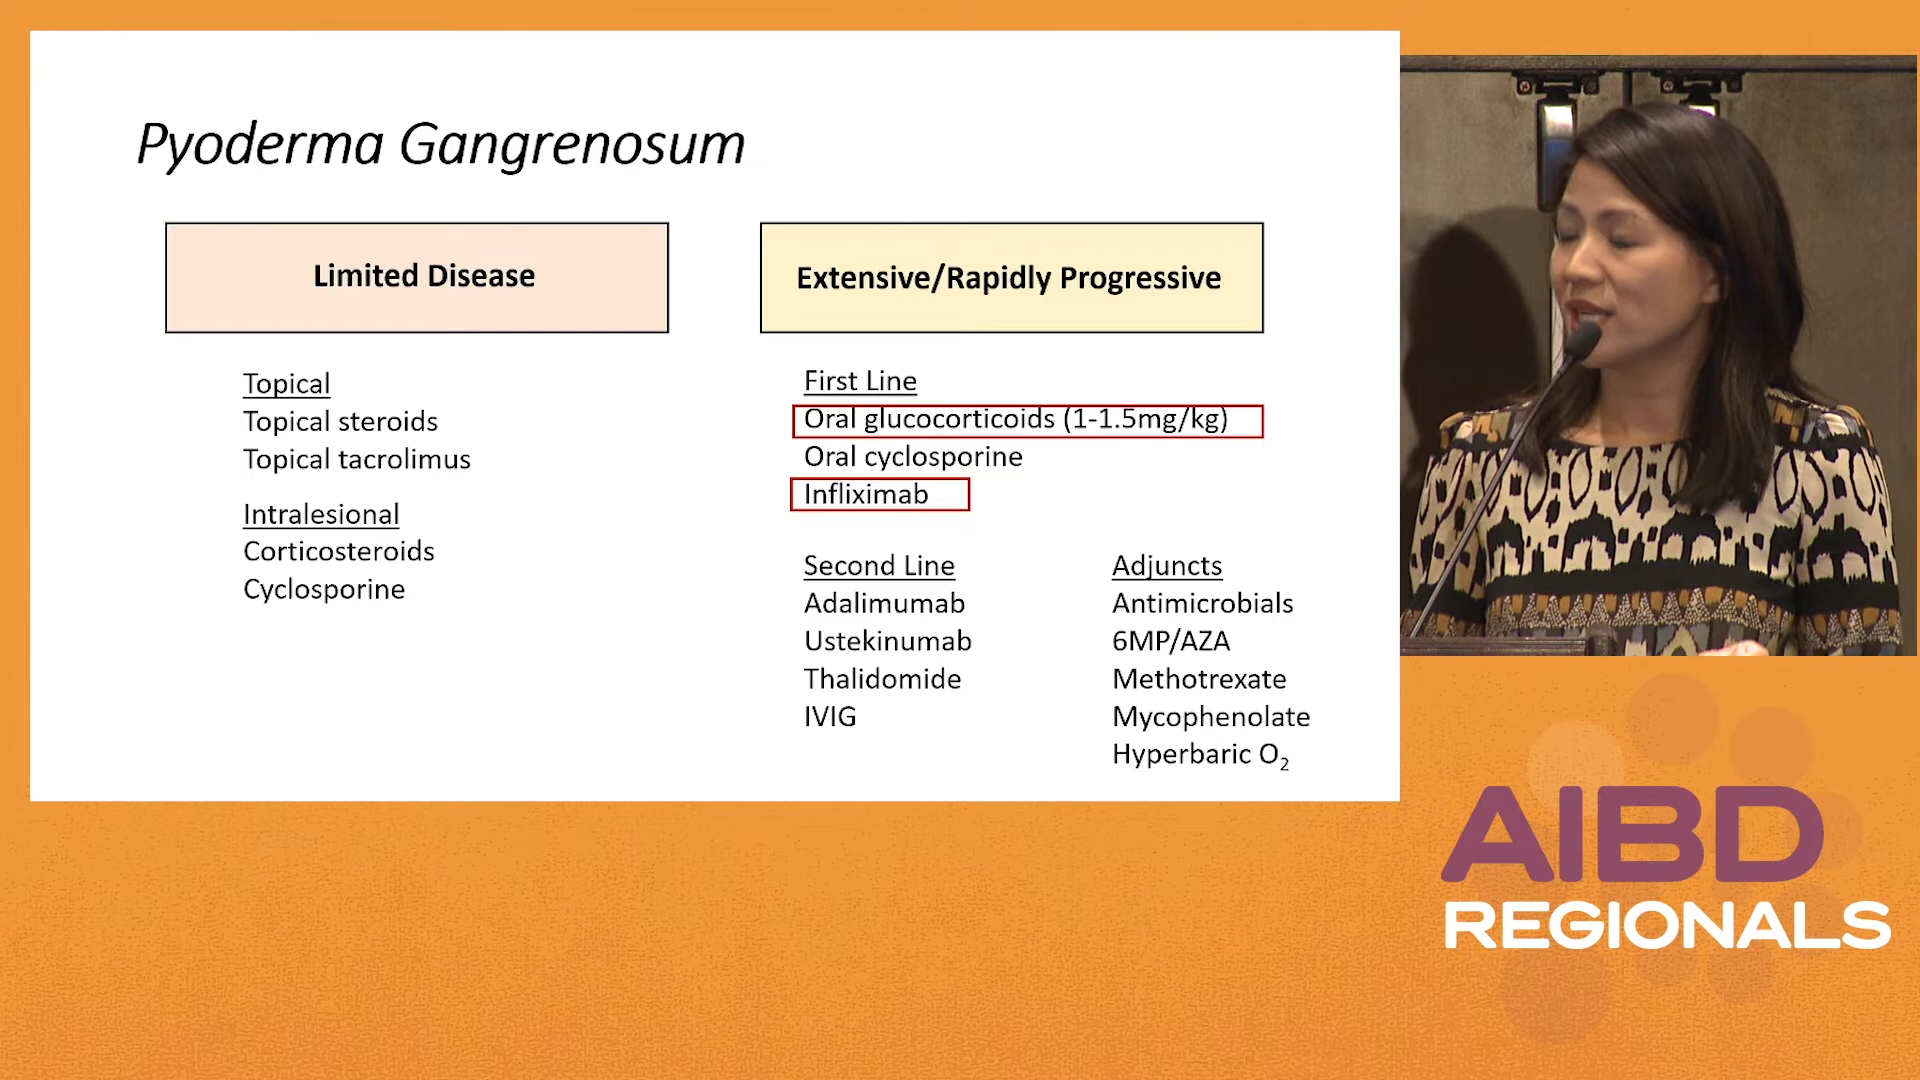 Pyoderma Gangrenosum
Limited Disease
Topical
Topical steroids
Topical tacrolimus
Intralesional
Corticosteroids
Cyclosporine
Extensive/Rapidly Progressive
First Line
Oral glucocorticoids (1-1.5mg/kg)
Oral cyclosporine
Infliximab
Second Line
Adalimumab
Ustekinumab
Thalidomide
IVIG
Adjuncts
Antimicrobials
6MP/AZA
Methotrexate
Mycophenolate
Hyperbaric O₂
AIBD
REGIONALS